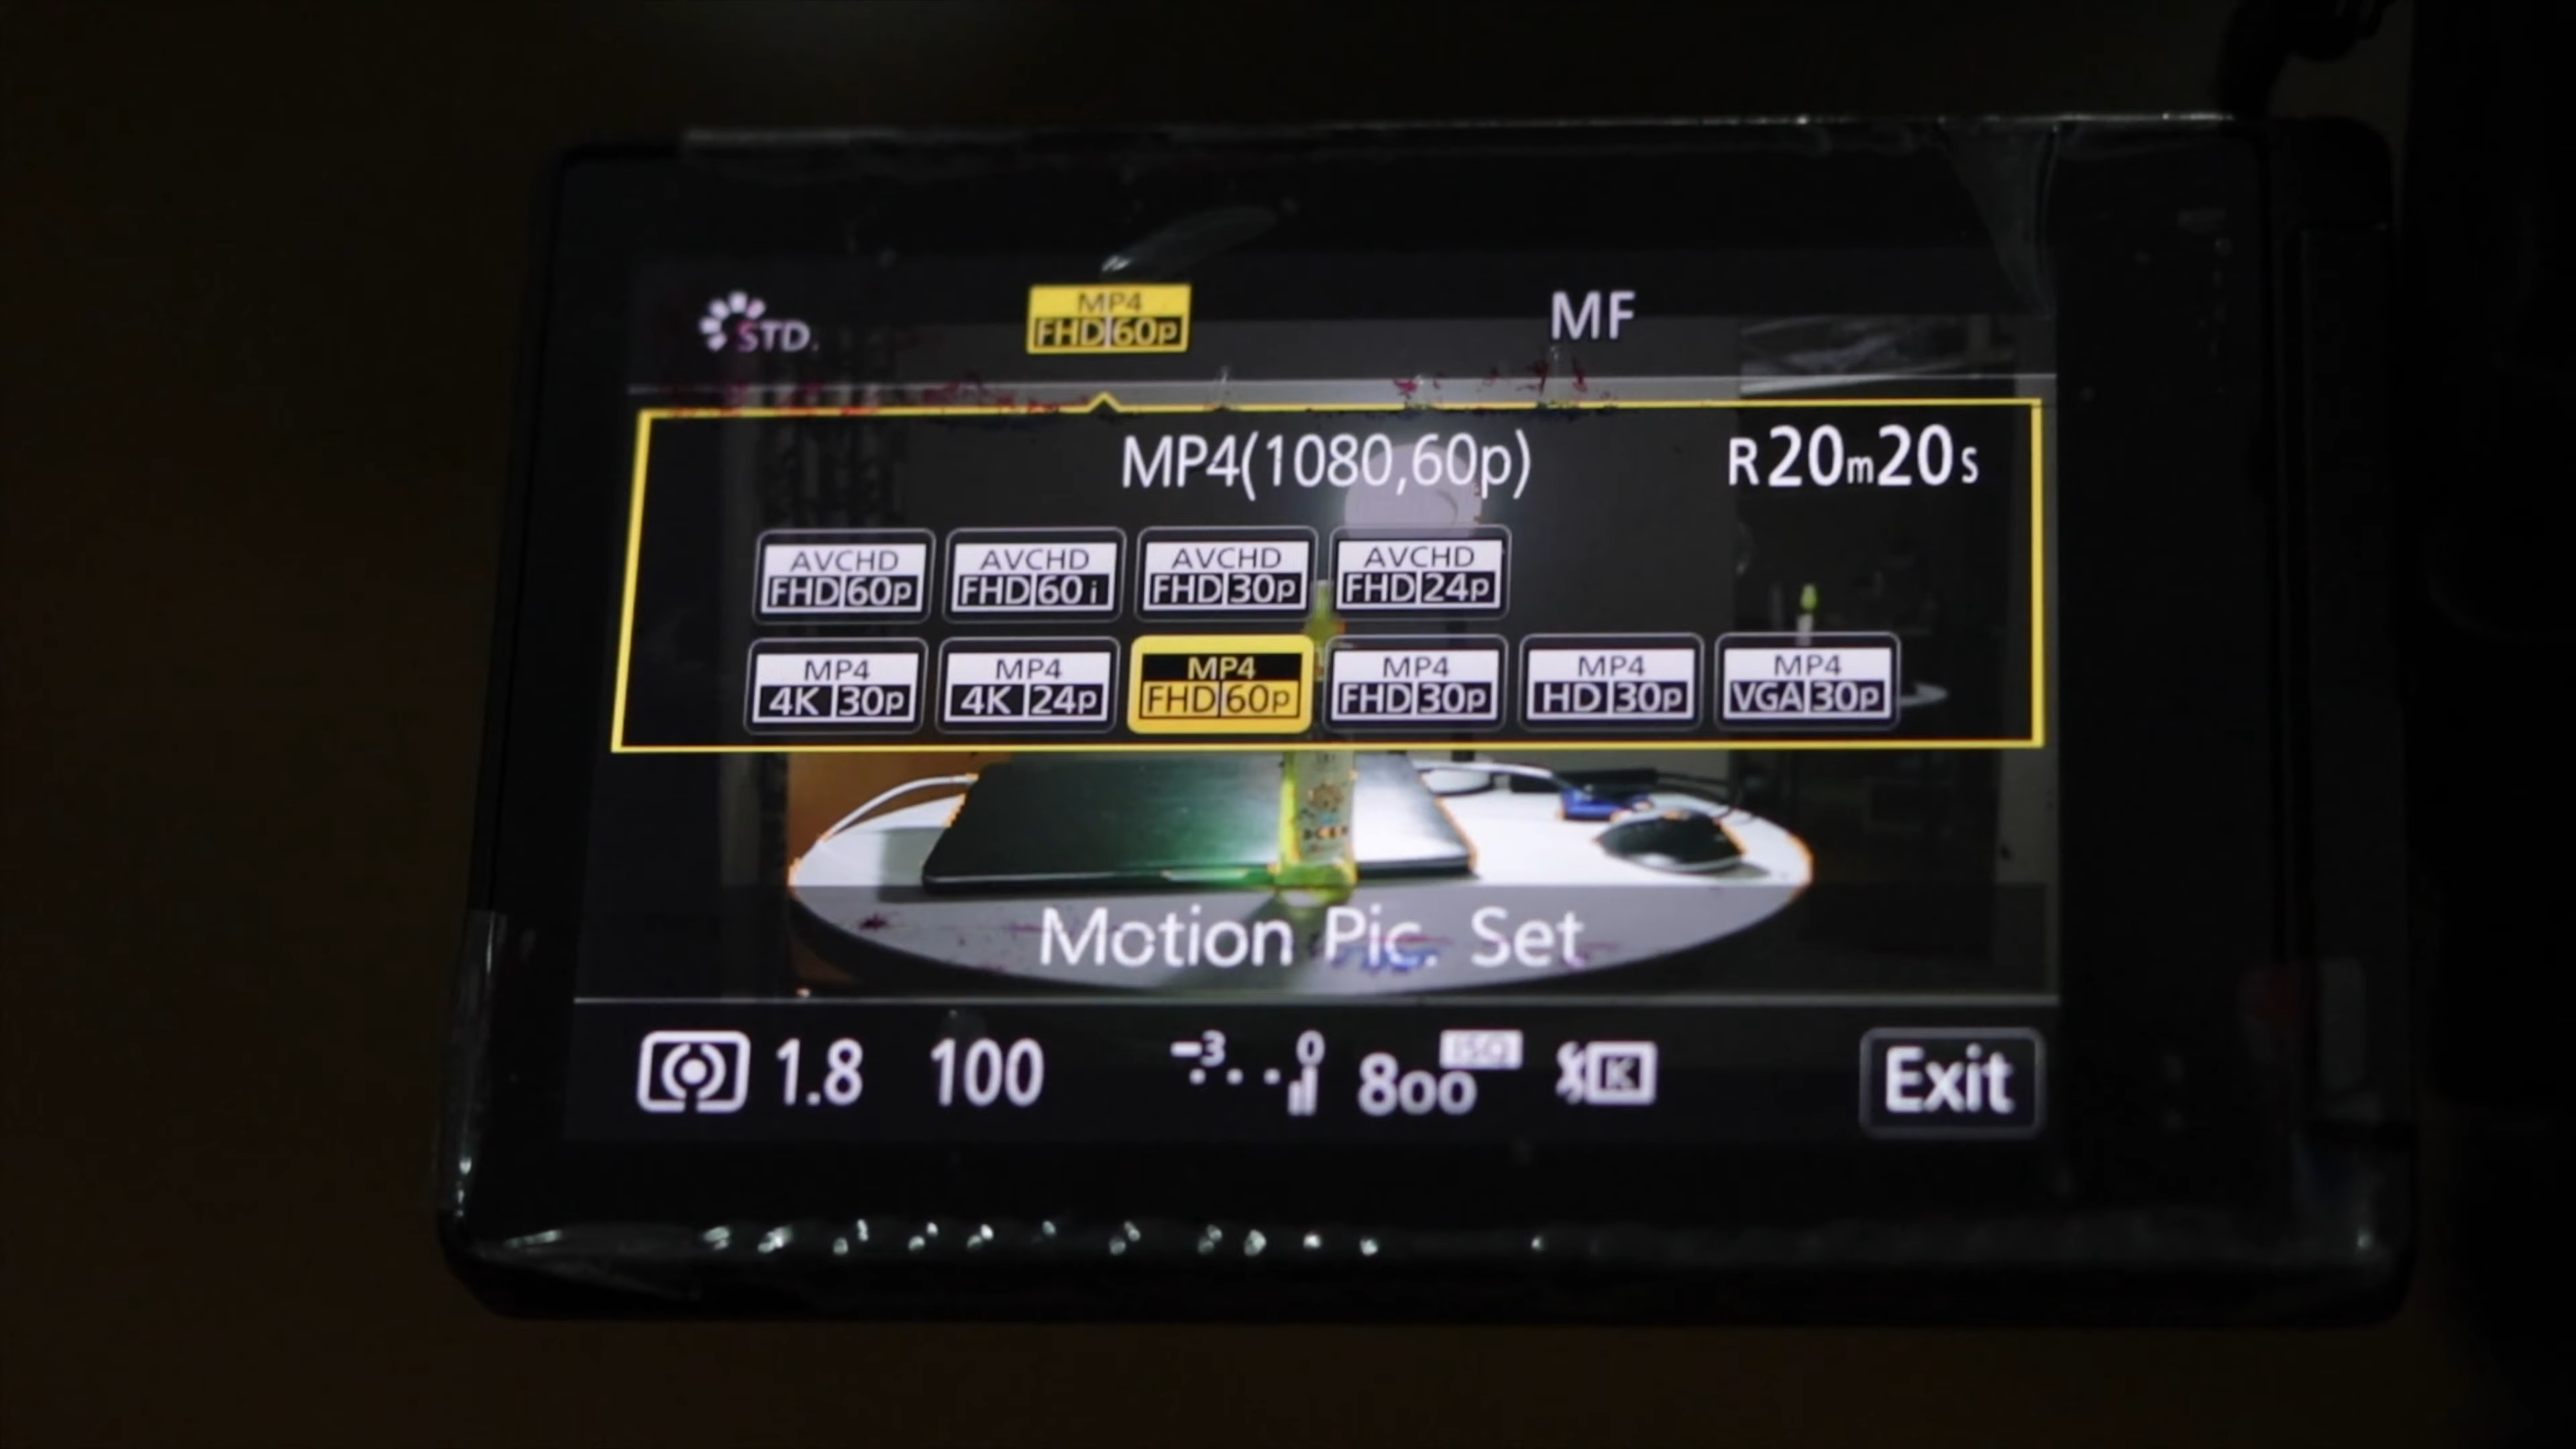 STD.
MP4
FHD 60p
MF
MP4(1080,60p)
R20m20s
AVCHD
FHD 60p
AVCHD
FHD 60i
AVCHD
FHD 30p
AVCHD
FHD 24p
MP4
4K 30p
MP4
4K 24p
MP4
FHD 60p
MP4
FHD 30p
MP4
HD 30p
MP4
VGA 30p
Motion Pic. Set
1.8
100
-3
0
800
ISO
K
Exit